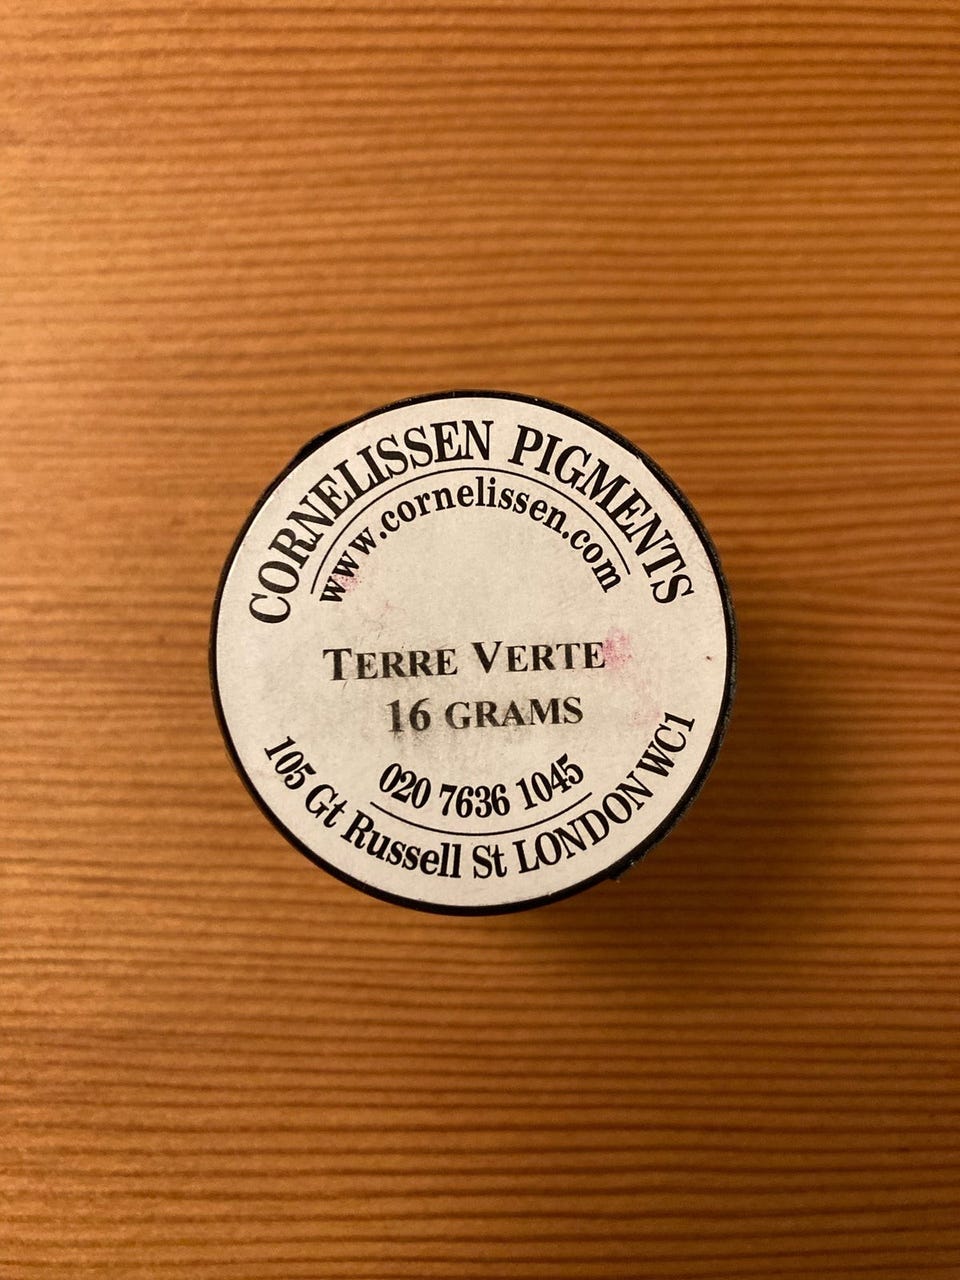 CORNELISSEN PIGMENTS
www.cornelissen.com
TERRE VERTE
16 GRAMS
020 7636 1045
105 Gt Russell St LONDON WC1